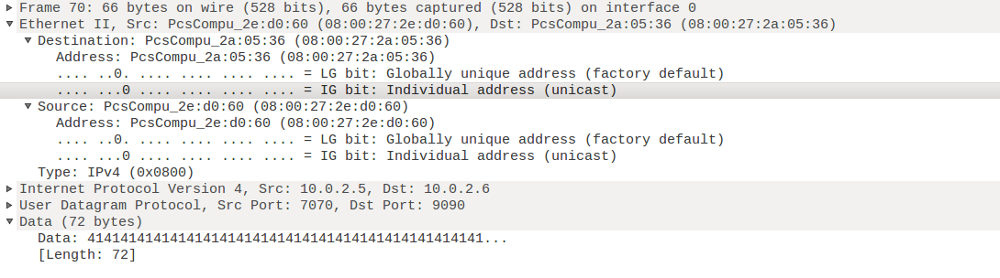 Frame 70: 66 bytes on wire (528 bits), 66 bytes captured (528 bits) on interface 0
Ethernet II, Src: PcsCompu_2e:d0:60 (08:00:27:2e:d0:60), Dst: PcsCompu_2a:05:36 (08:00:27:2a:05:36)
Destination: PcsCompu_2a:05:36 (08:00:27:2a:05:36)
Address: PcsCompu_2a:05:36 (08:00:27:2a:05:36)
.... ..0. .... .... .... .... = LG bit: Globally unique address (factory default)
.... ...0 .... .... .... .... = IG bit: Individual address (unicast)
Source: PcsCompu_2e:d0:60 (08:00:27:2e:d0:60)
Address: PcsCompu_2e:d0:60 (08:00:27:2e:d0:60)
.... ..0. .... .... .... .... = LG bit: Globally unique address (factory default)
.... ...0 .... .... .... .... = IG bit: Individual address (unicast)
Type: IPv4 (0x0800)
Internet Protocol Version 4, Src: 10.0.2.5, Dst: 10.0.2.6
User Datagram Protocol, Src Port: 7070, Dst Port: 9090
Data (72 bytes)
Data: 414141414141414141414141414141414141414141414141...
[Length: 72]